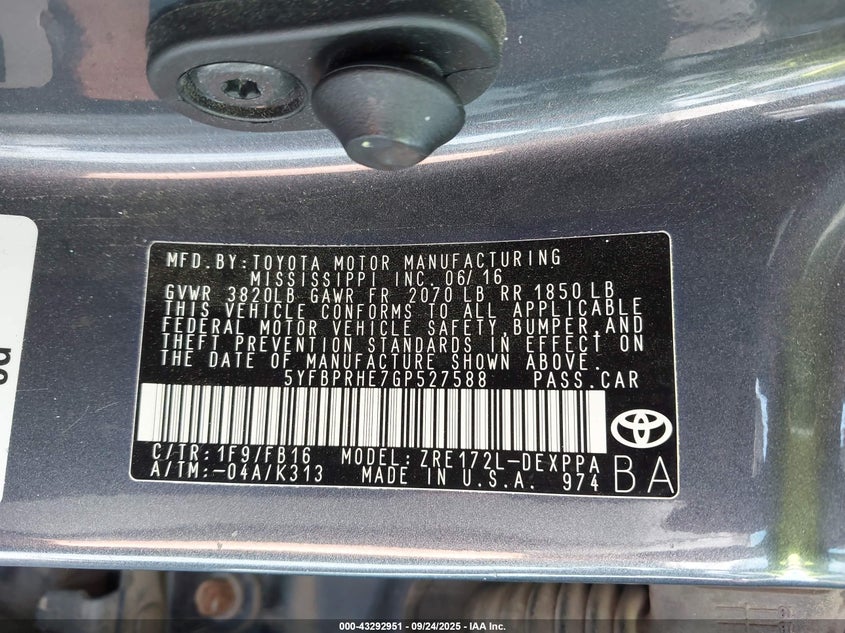 MFD. BY: TOYOTA MOTOR MANUFACTURING
MISSISSIPPI INC. 06/16
GVWR 3820LB GAWR FR 2070 LB RR 1850 LB
THIS VEHICLE CONFORMS TO ALL APPLICABLE
FEDERAL MOTOR VEHICLE SAFETY, BUMPER, AND
THEFT PREVENTION STANDARDS IN EFFECT ON
THE DATE OF MANUFACTURE SHOWN ABOVE.
5YFBPRHE7GP527588 PASS. CAR
C/TR: 1F9/FB16 MODEL: ZRE172L-DEXPPA
A/TM: -04A/K313 MADE IN U.S.A. 974
BA
000-43292951 - 09/24/2025 - IAA Inc.